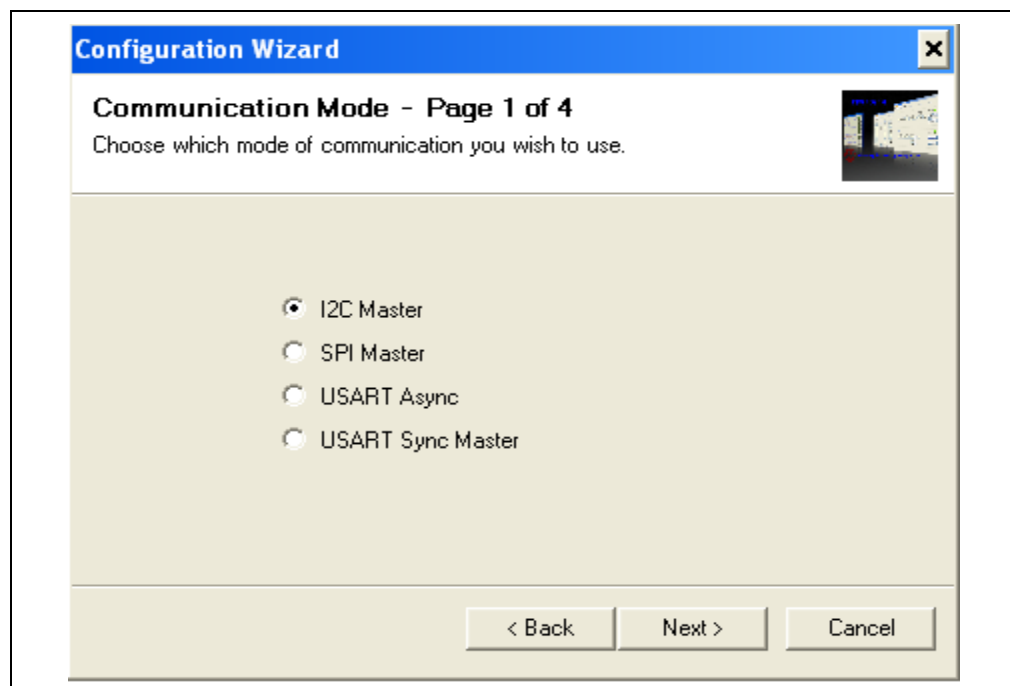 Configuration Wizard
Communication Mode - Page 1 of 4
Choose which mode of communication you wish to use.
I2C Master
SPI Master
USART Async
USART Sync Master
< Back
Next >
Cancel